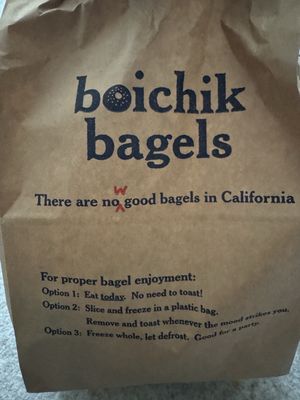 boichik
bagels
There are now good bagels in California
For proper bagel enjoyment:
Option 1: Eat today. No need to toast!
Option 2: Slice and freeze in a plastic bag.
Remove and toast whenever the mood strikes you.
Option 3: Freeze whole, let defrost. Good for a party.